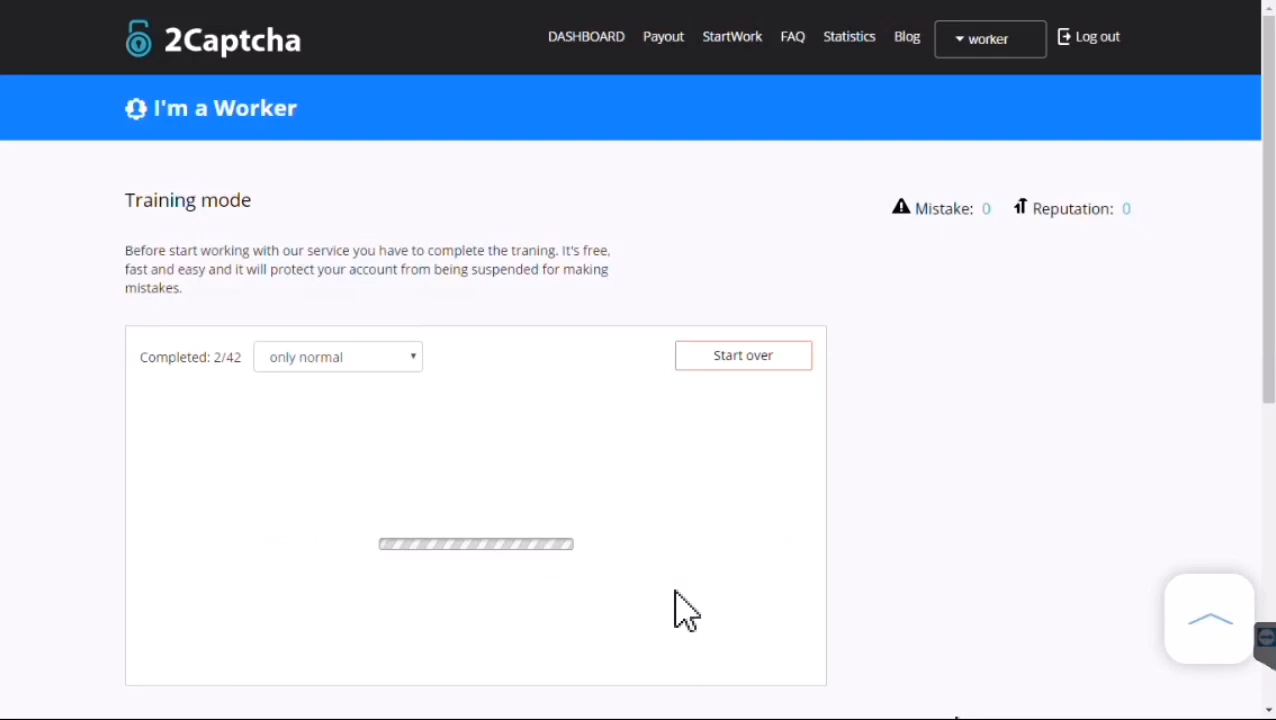 2Captcha
DASHBOARD Payout StartWork FAQ Statistics Blog worker Log out
I'm a Worker
Training mode
Mistake: 0 Reputation: 0
Before start working with our service you have to complete the traning. It's free,
fast and easy and it will protect your account from being suspended for making
mistakes.
Completed: 2/42 only normal Start over